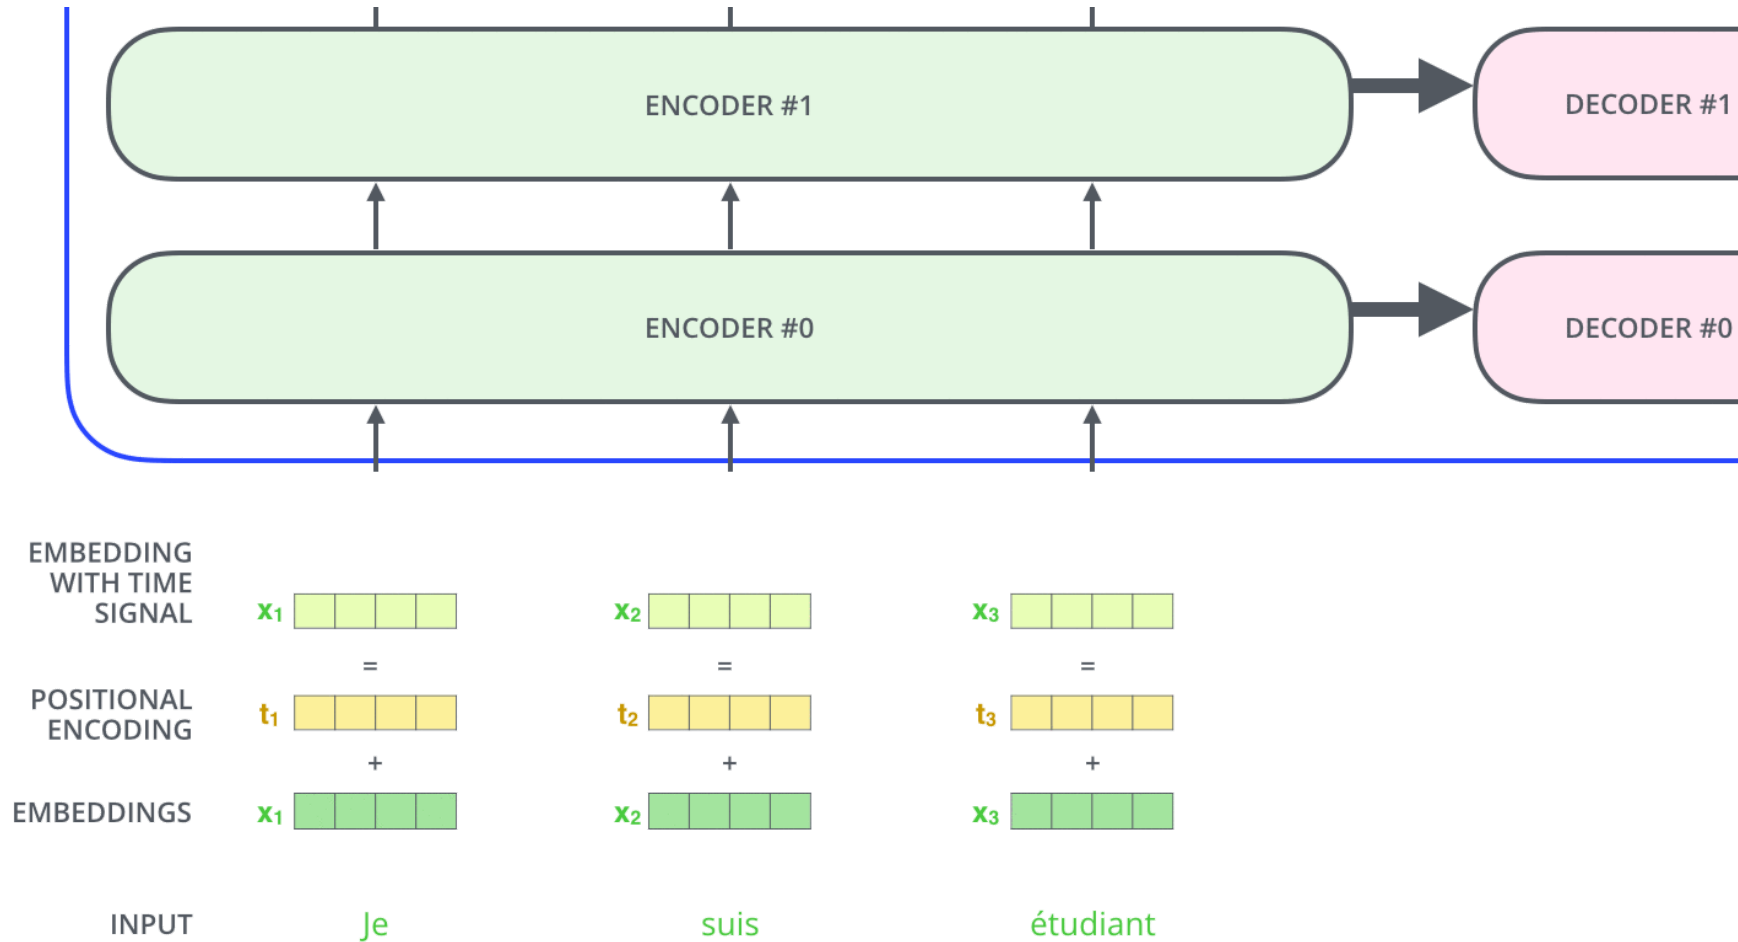 ENCODER #1
DECODER #1
ENCODER #0
DECODER #0
EMBEDDING
WITH TIME
SIGNAL
x1
x2
x3
= = =
POSITIONAL
ENCODING
t1
t2
t3
+ + +
EMBEDDINGS
x1
x2
x3
INPUT
Je
suis
étudiant